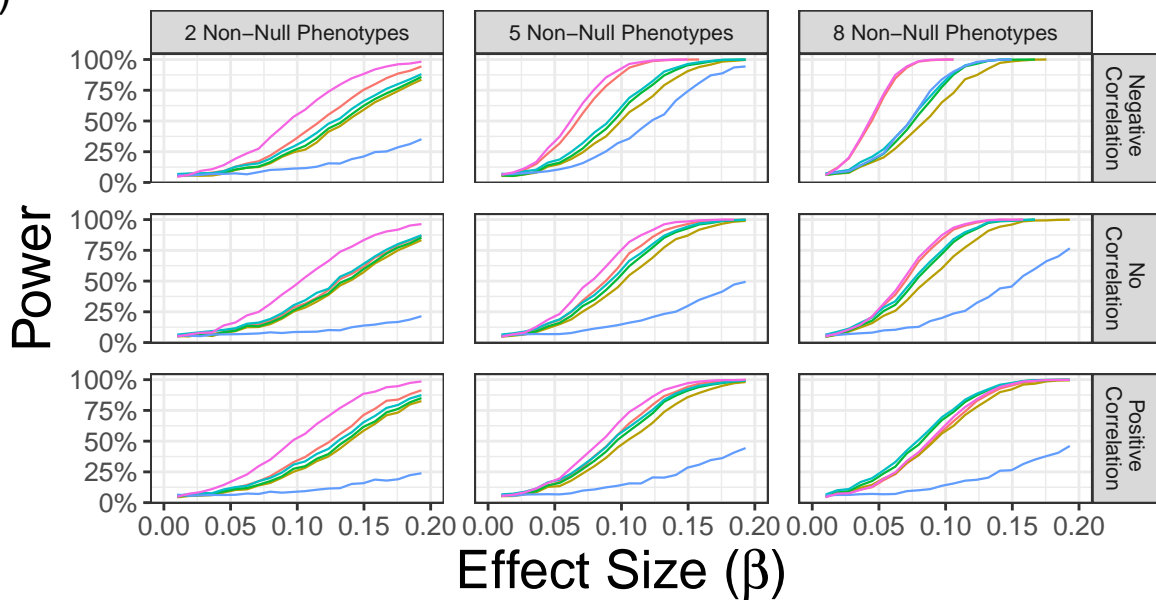 )
2 Non−Null Phenotypes
5 Non−Null Phenotypes
8 Non−Null Phenotypes
100%
75%
50%
25%
0%
Negative
Correlation
100%
75%
50%
25%
0%
No
Correlation
100%
75%
50%
25%
0%
Positive
Correlation
Power
0.00 0.05 0.10 0.15 0.20
0.00 0.05 0.10 0.15 0.20
0.00 0.05 0.10 0.15 0.20
Effect Size (β)